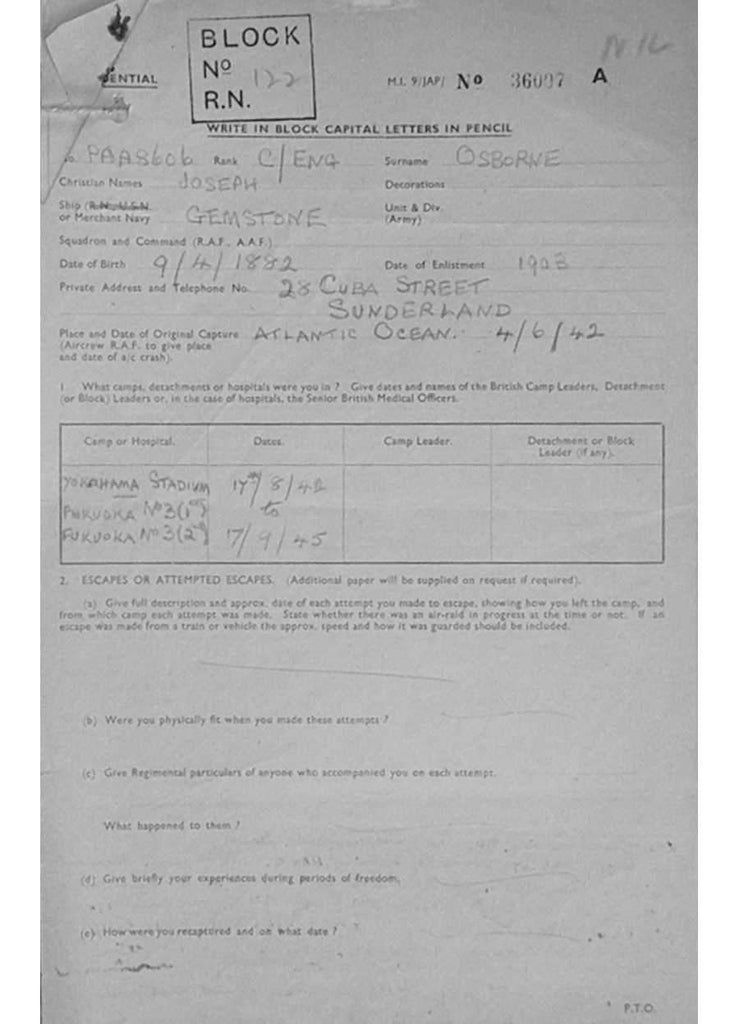 BLOCK
Nº 122
R.N.
NIL
ENTIAL
M.I. 9/JAP/ Nº 36097 A
WRITE IN BLOCK CAPITAL LETTERS IN PENCIL
PAA8606 Rank C/ENG Surname OSBORNE
Christian Names JOSEPH Decorations
Ship (R.N., U.S.N. or Merchant Navy GEMSTONE Unit & Div. (Army)
Squadron and Command (R.A.F., A.A.F.)
Date of Birth 9/4/1882 Date of Enlistment 1903
Private Address and Telephone No. 28 CUBA STREET
SUNDERLAND
Place and Date of Original Capture ATLANTIC OCEAN. 4/6/42
(Aircrew R.A.F. to give place
and date of a/c crash).
1. What camps, detachments or hospitals were you in ? Give dates and names of the British Camp Leaders, Detachment
(or Block) Leaders or, in the case of hospitals, the Senior British Medical Officers.
Camp or Hospital. Dates. Camp Leader. Detachment or Block
Leader (if any).
YOKAHAMA STADIUM 17/8/42
FUKUOKA Nº 3 (1st) to
FUKUOKA Nº 3 (2nd) 17/9/45
2. ESCAPES OR ATTEMPTED ESCAPES. (Additional paper will be supplied on request if required).
(a) Give full description and approx. date of each attempt you made to escape, showing how you left the camp, and
from which camp each attempt was made. State whether there was an air-raid in progress at the time or not. If an
escape was made from a train or vehicle the approx. speed and how it was guarded should be included.
(b) Were you physically fit when you made these attempts ?
(c) Give Regimental particulars of anyone who accompanied you on each attempt.
What happened to them ?
(d) Give briefly your experiences during periods of freedom.
(e) How were you recaptured and on what date ?
P.T.O.